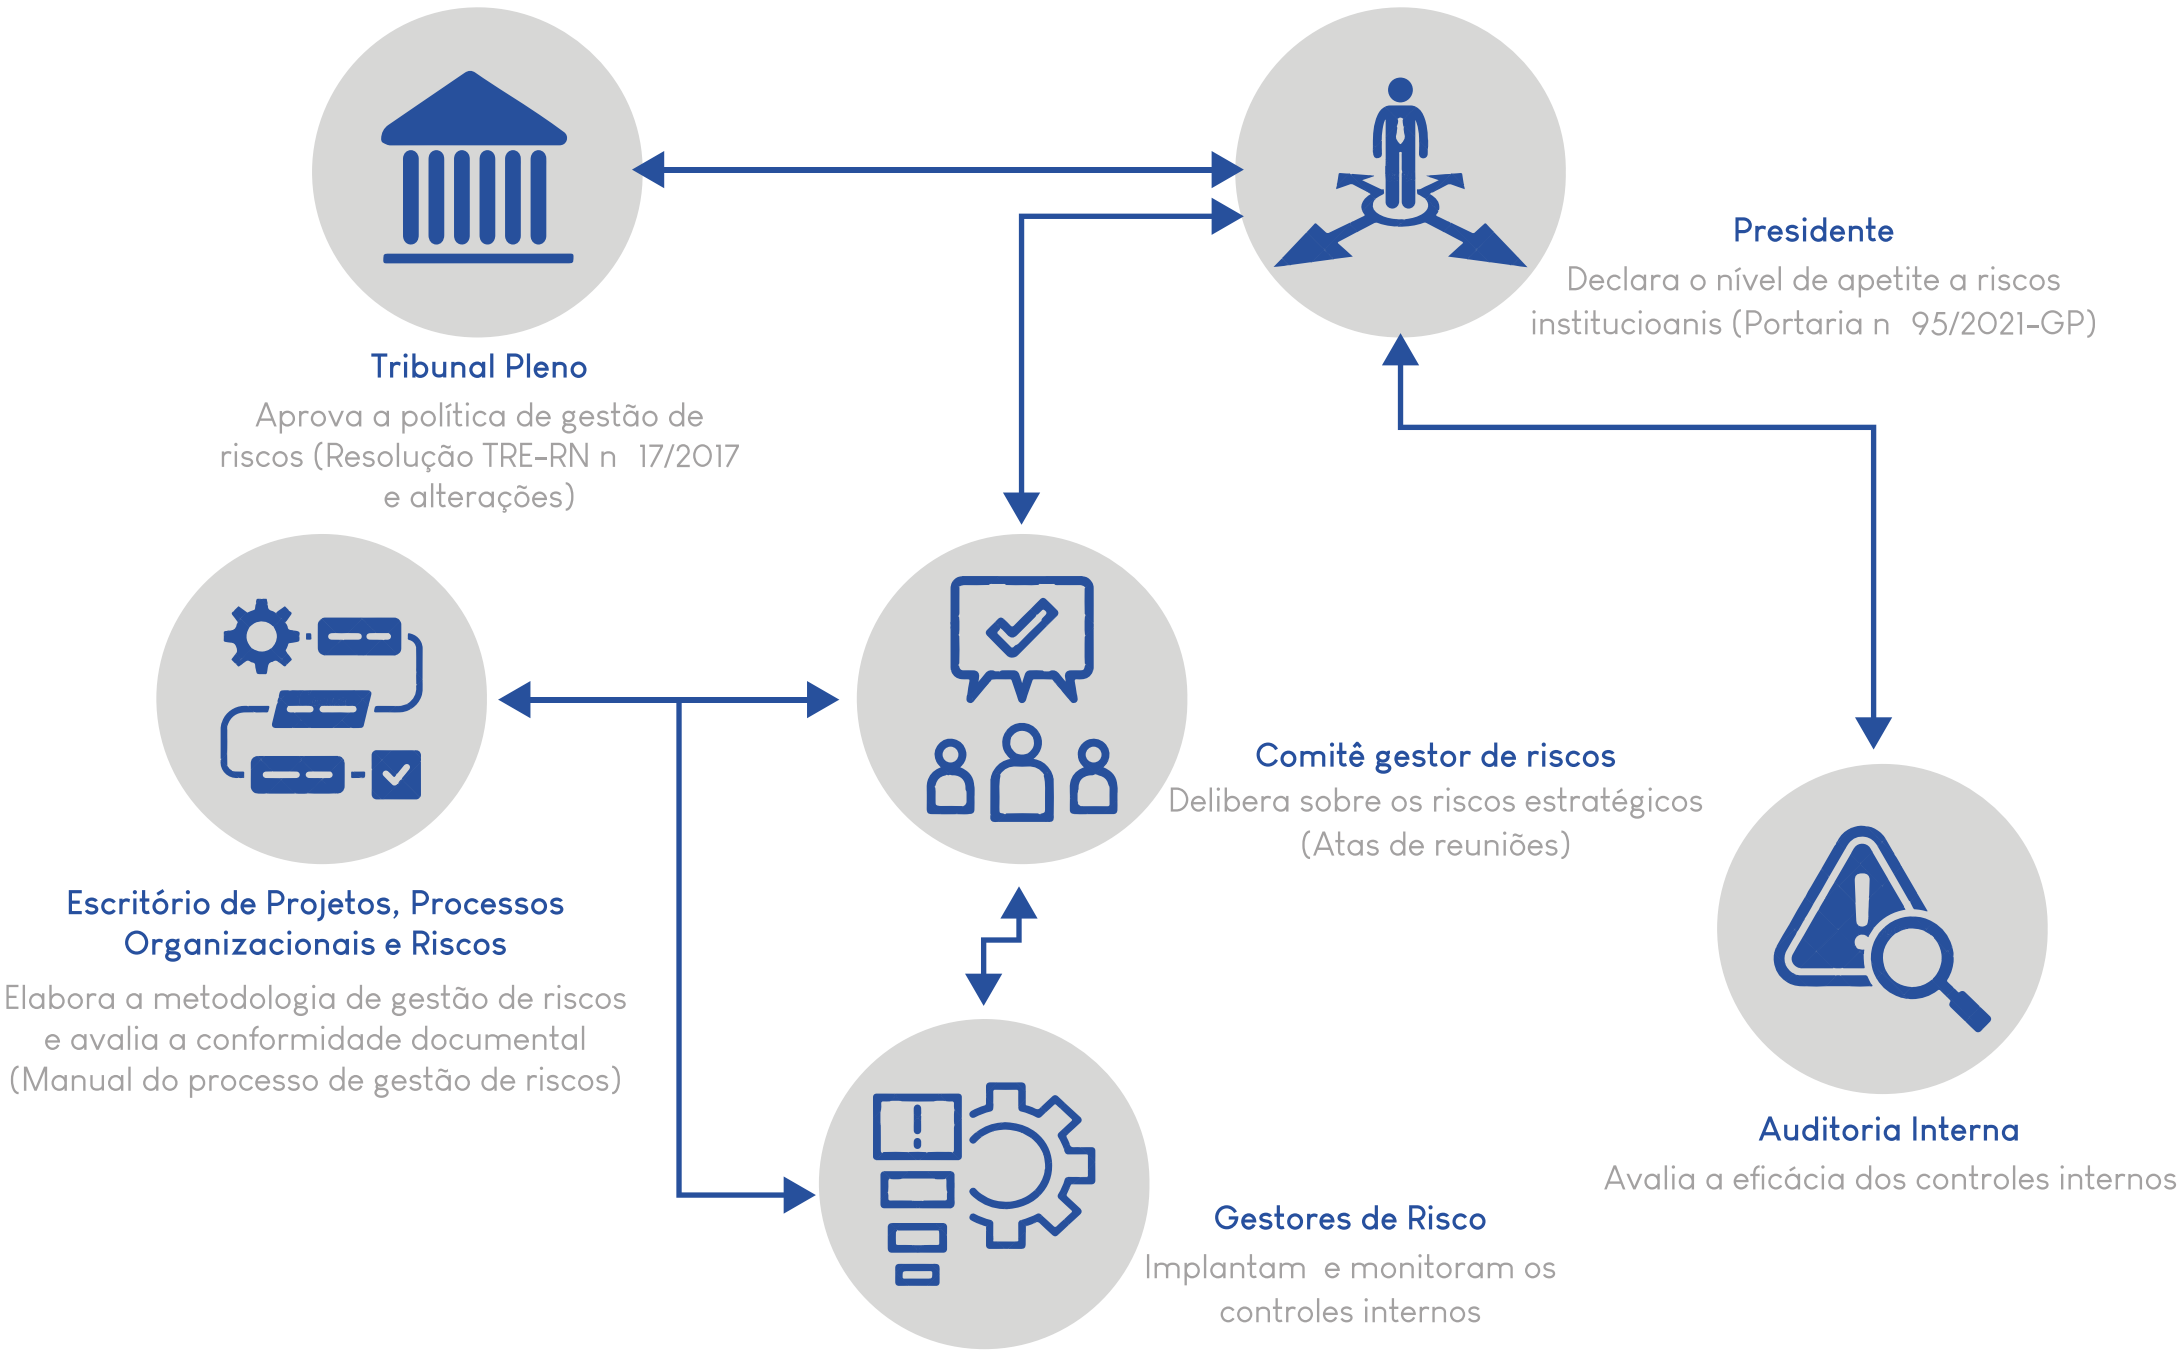 Presidente
Declara o nível de apetite a riscos
institucioanis (Portaria n 95/2021-GP)
Tribunal Pleno
Aprova a política de gestão de
riscos (Resolução TRE-RN n 17/2017
e alterações)
Comitê gestor de riscos
Delibera sobre os riscos estratégicos
(Atas de reuniões)
Escritório de Projetos, Processos
Organizacionais e Riscos
Elabora a metodologia de gestão de riscos
e avalia a conformidade documental
(Manual do processo de gestão de riscos)
Auditoria Interna
Avalia a eficácia dos controles internos
Gestores de Risco
Implantam e monitoram os
controles internos